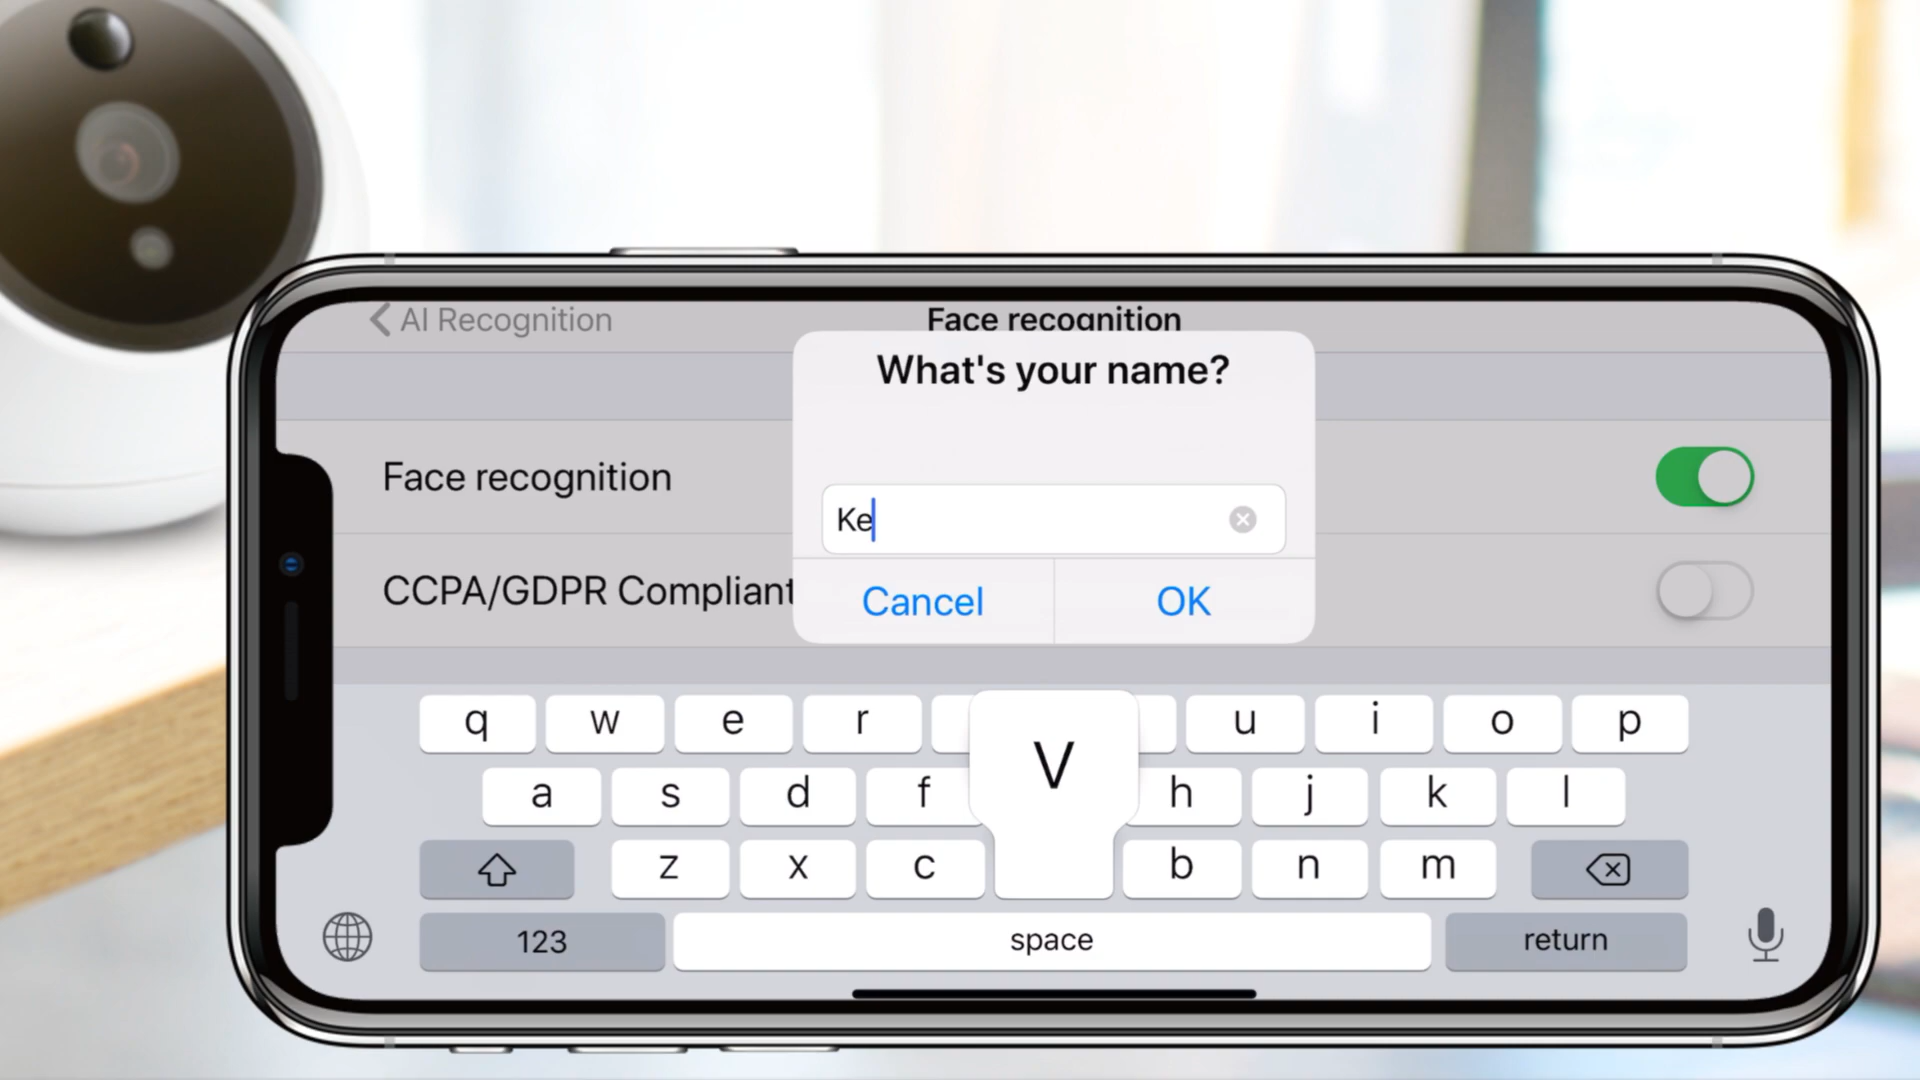 AI Recognition
Face recognition
What's your name?
Face recognition
Ke
CCPA/GDPR Compliant
Cancel
OK
q w e r u i o p
V
a s d f h j k l
z x c b n m
123
space
return